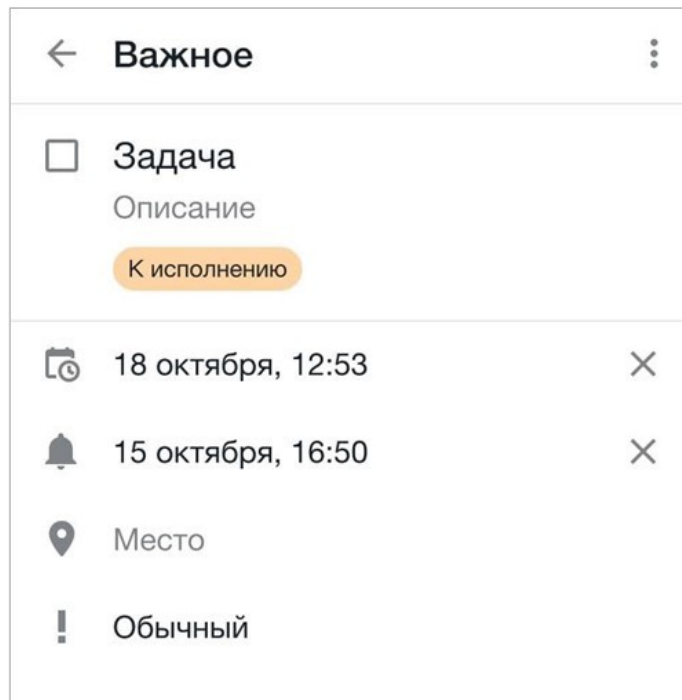 Важное
Задача
Описание
К исполнению
18 октября, 12:53
15 октября, 16:50
Место
Обычный